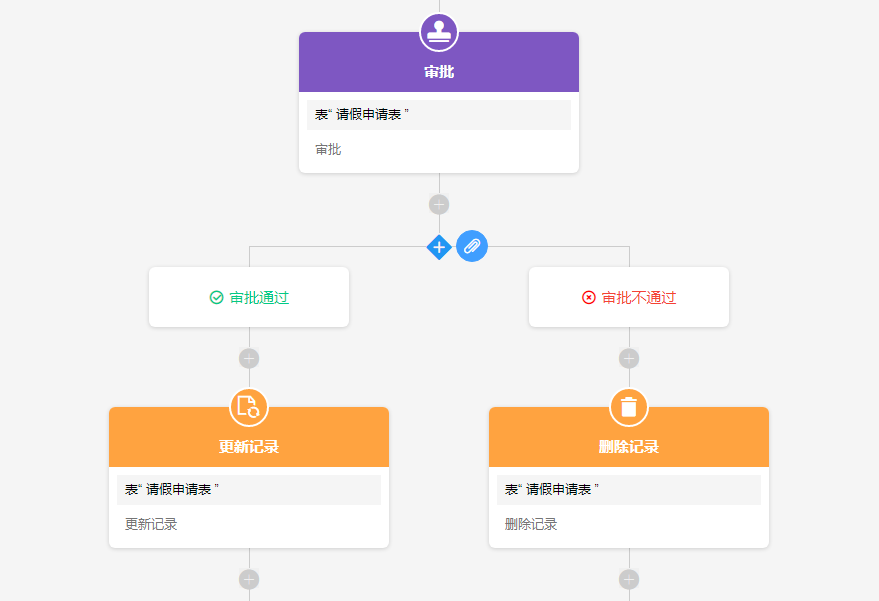 审批
表“ 请假申请表 ”
审批
审批通过
审批不通过
更新记录
表“ 请假申请表 ”
更新记录
删除记录
表“ 请假申请表 ”
删除记录